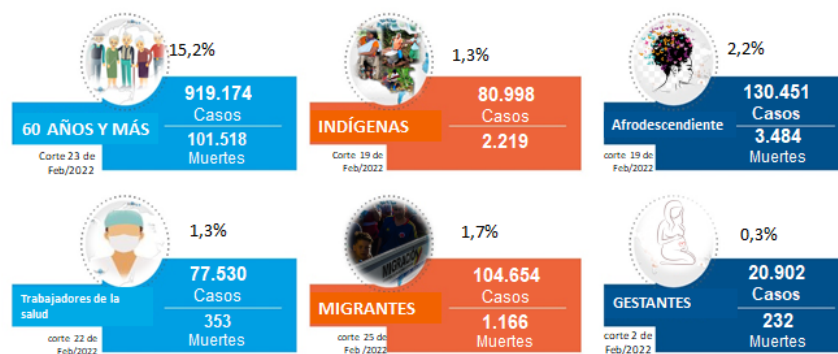 15,2%
919.174
Casos
60 AÑOS Y MÁS
101.518
Muertes
Corte 23 de
Feb/2022
1,3%
80.998
Casos
INDÍGENAS
2.219
Corte 19 de
Feb/2022
2,2%
130.451
Casos
Afrodescendiente
3.484
Muertes
corte 19 de
Feb/2022
1,3%
77.530
Casos
Trabajadores de la
salud
353
Muertes
corte 22 de
Feb/2022
1,7%
MIGRACIÓN
104.654
Casos
MIGRANTES
1.166
Muertes
corte 25 de
Feb /2022
0,3%
20.902
Casos
GESTANTES
232
Muertes
corte 2 de
Feb/2022